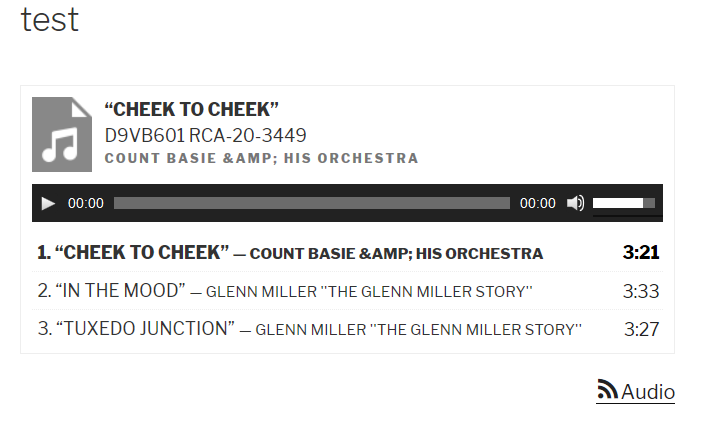 test
“CHEEK TO CHEEK”
D9VB601 RCA-20-3449
COUNT BASIE &AMP; HIS ORCHESTRA
00:00 00:00
1. “CHEEK TO CHEEK” — COUNT BASIE &AMP; HIS ORCHESTRA 3:21
2. “IN THE MOOD” — GLENN MILLER "THE GLENN MILLER STORY" 3:33
3. “TUXEDO JUNCTION” — GLENN MILLER "THE GLENN MILLER STORY" 3:27
Audio